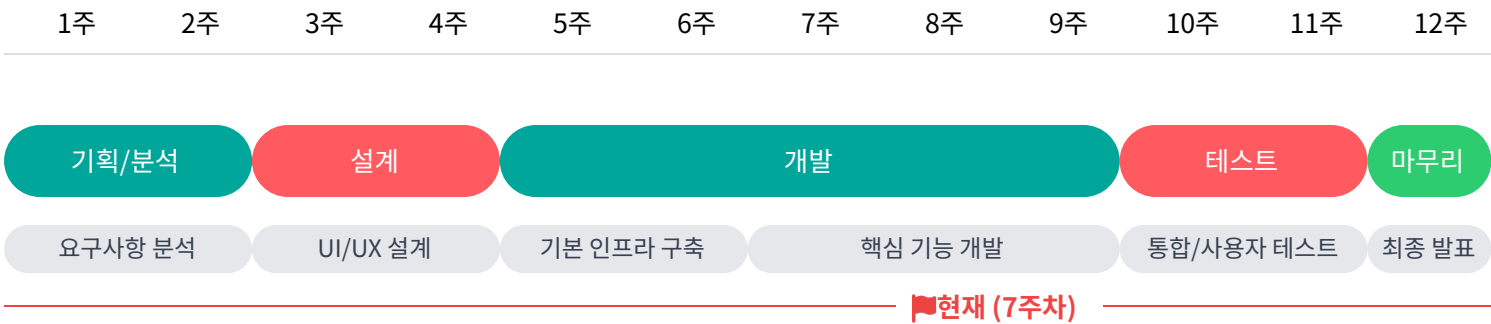 1주 2주 3주 4주 5주 6주 7주 8주 9주 10주 11주 12주
기획/분석 설계 개발 테스트 마무리
요구사항 분석 UI/UX 설계 기본 인프라 구축 핵심 기능 개발 통합/사용자 테스트 최종 발표
현재 (7주차)